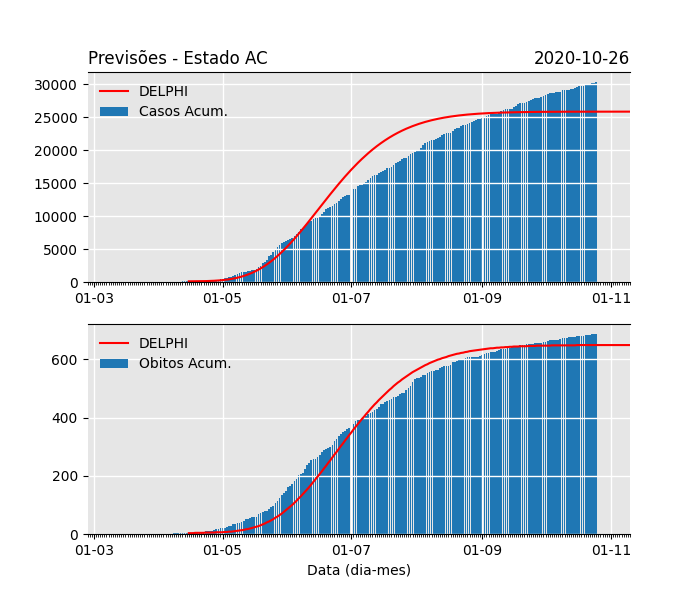 Previsões - Estado AC 2020-10-26
30000
25000
20000
15000
10000
5000
0
DELPHI
Casos Acum.
01-03 01-05 01-07 01-09 01-11
600
400
200
0
DELPHI
Obitos Acum.
01-03 01-05 01-07 01-09 01-11
Data (dia-mes)